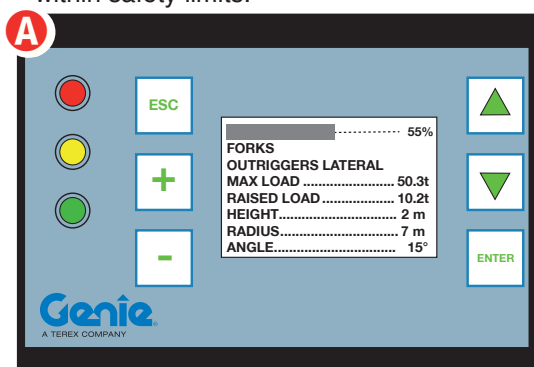 within safety limits.
A
ESC
+
-
55%
FORKS
OUTRIGGERS LATERAL
MAX LOAD ........................ 50.3t
RAISED LOAD ................... 10.2t
HEIGHT............................... 2 m
RADIUS............................... 7 m
ANGLE................................ 15°
ENTER
Genie.
A TEREX COMPANY